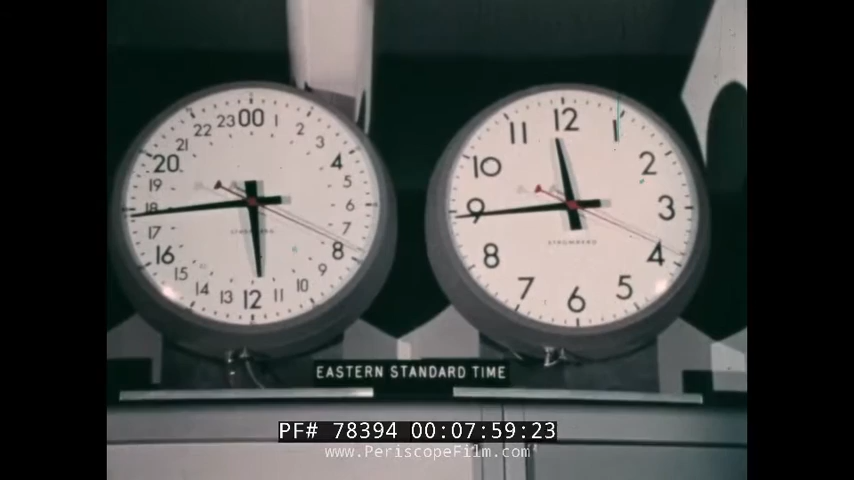 00 1 2 3 4 5 6 7 8 9 10 11 12 13 14 15 16 17 18 19 20 21 22 23
12 1 2 3 4 5 6 7 8 9 10 11
STROMBERG
EASTERN STANDARD TIME
PF# 78394 00:07:59:23
www.PeriscopeFilm.com